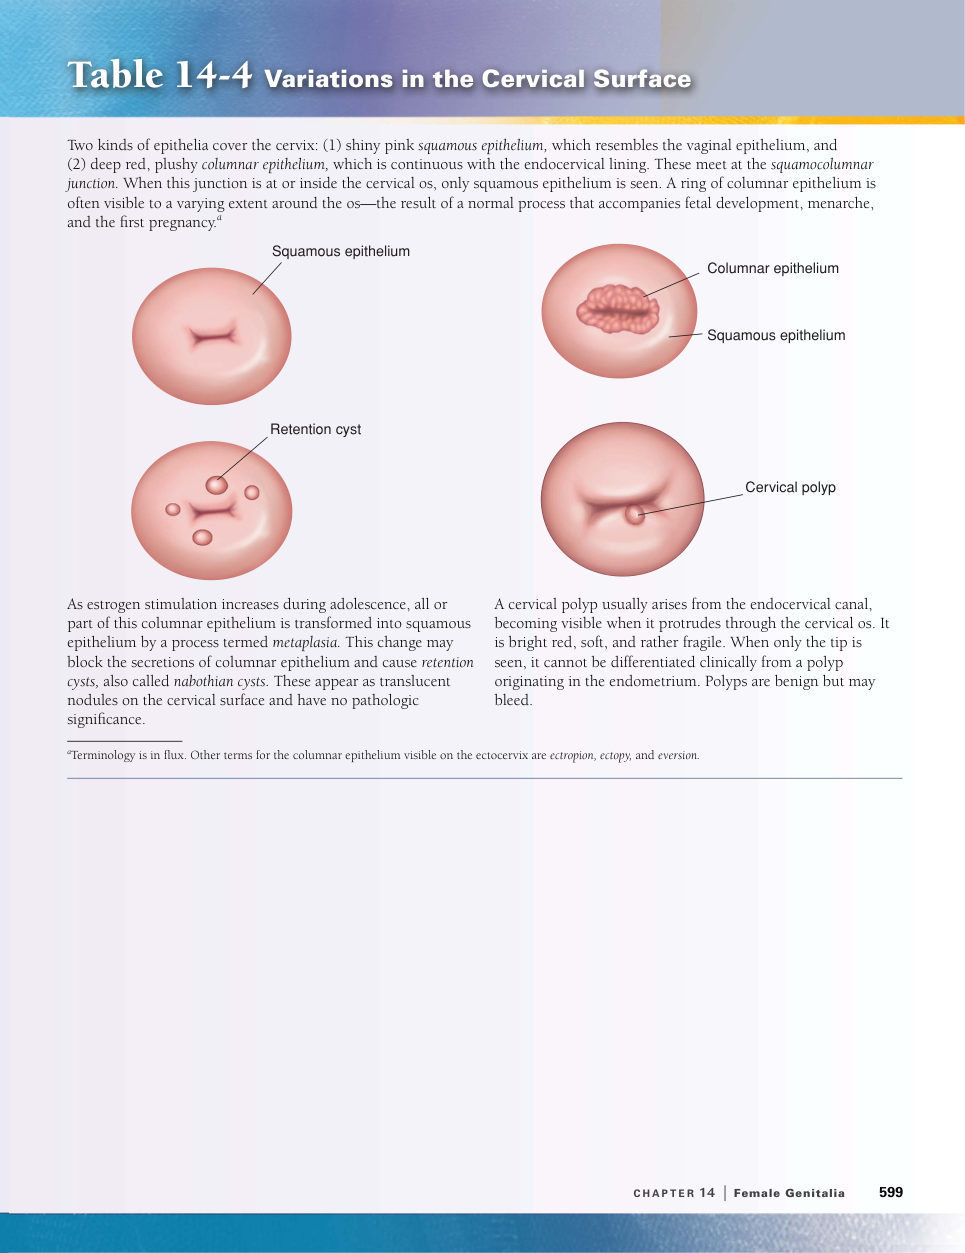 Table 14-4 Variations in the Cervical Surface
Two kinds of epithelia cover the cervix: (1) shiny pink squamous epithelium, which resembles the vaginal epithelium, and
(2) deep red, plushy columnar epithelium, which is continuous with the endocervical lining. These meet at the squamocolumnar
junction. When this junction is at or inside the cervical os, only squamous epithelium is seen. A ring of columnar epithelium is
often visible to a varying extent around the os—the result of a normal process that accompanies fetal development, menarche,
and the first pregnancy.a
Squamous epithelium
Columnar epithelium
Squamous epithelium
Retention cyst
Cervical polyp
As estrogen stimulation increases during adolescence, all or
part of this columnar epithelium is transformed into squamous
epithelium by a process termed metaplasia. This change may
block the secretions of columnar epithelium and cause retention
cysts, also called nabothian cysts. These appear as translucent
nodules on the cervical surface and have no pathologic
significance.
A cervical polyp usually arises from the endocervical canal,
becoming visible when it protrudes through the cervical os. It
is bright red, soft, and rather fragile. When only the tip is
seen, it cannot be differentiated clinically from a polyp
originating in the endometrium. Polyps are benign but may
bleed.
aTerminology is in flux. Other terms for the columnar epithelium visible on the ectocervix are ectropion, ectopy, and eversion.
CHAPTER 14 | Female Genitalia 599